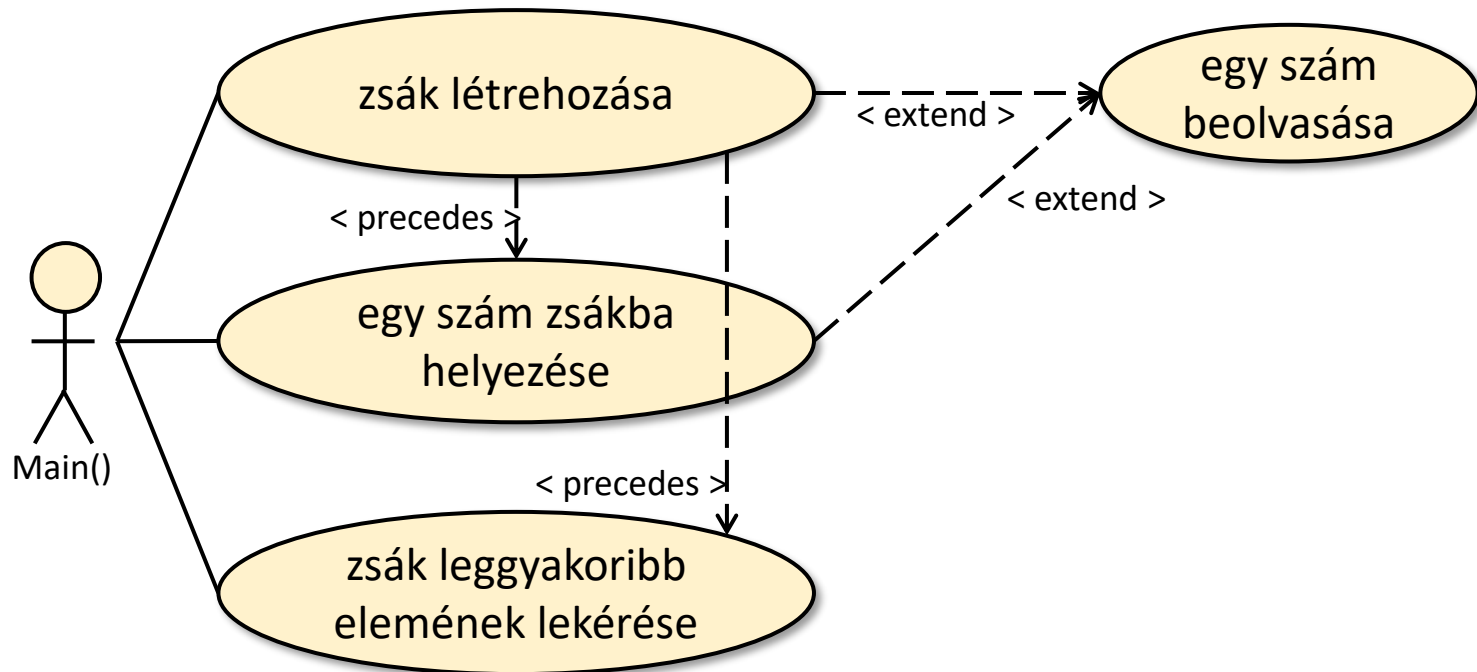 zsák létrehozása
< extend >
egy szám
beolvasása
< extend >
< precedes >
egy szám zsákba
helyezése
Main()
< precedes >
zsák leggyakoribb
elemének lekérése